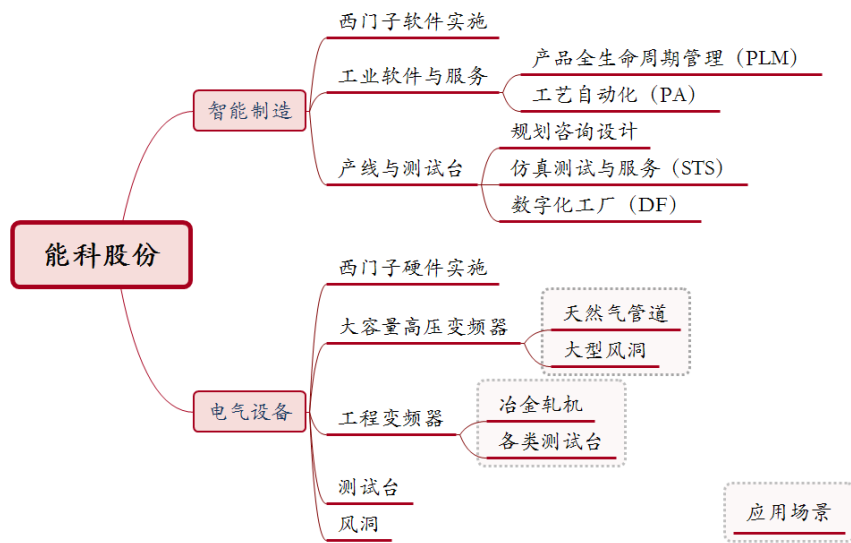 能科股份
智能制造
西门子软件实施
工业软件与服务
产品全生命周期管理（PLM）
工艺自动化（PA）
产线与测试台
规划咨询设计
仿真测试与服务（STS）
数字化工厂（DF）
电气设备
西门子硬件实施
大容量高压变频器
天然气管道
大型风洞
工程变频器
冶金轧机
各类测试台
测试台
风洞
应用场景